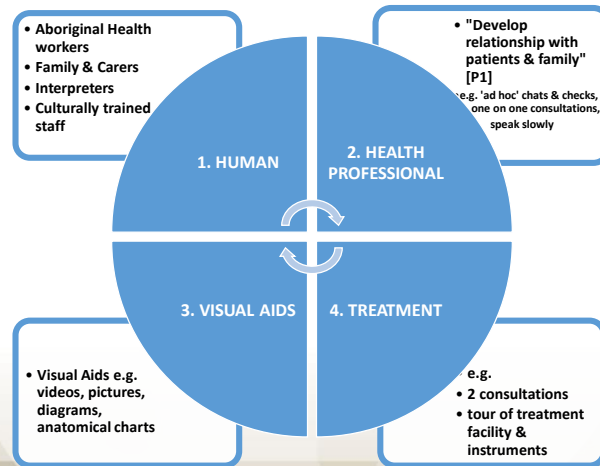 • Aboriginal Health
workers
• Family & Carers
• Interpreters
• Culturally trained
staff
• "Develop
relationship with
patients & family"
[P1]
e.g. 'ad hoc' chats & checks,
one on one consultations,
speak slowly
1. HUMAN
2. HEALTH
PROFESSIONAL
3. VISUAL AIDS
4. TREATMENT
• Visual Aids e.g.
videos, pictures,
diagrams,
anatomical charts
• e.g.
• 2 consultations
• tour of treatment
facility &
instruments